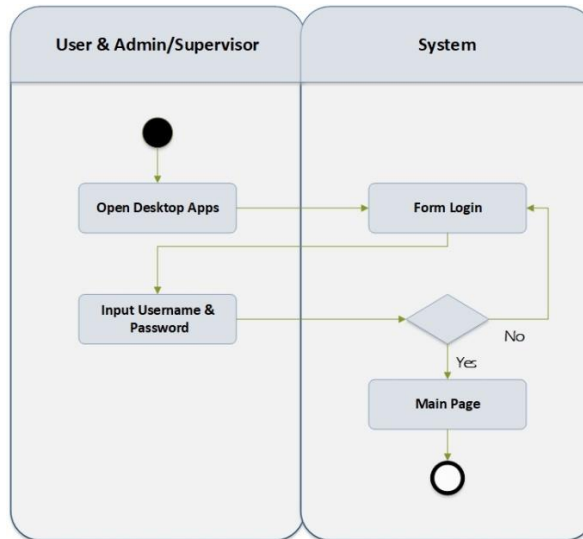 User & Admin/Supervisor
System
Open Desktop Apps
Form Login
Input Username &
Password
No
Yes
Main Page